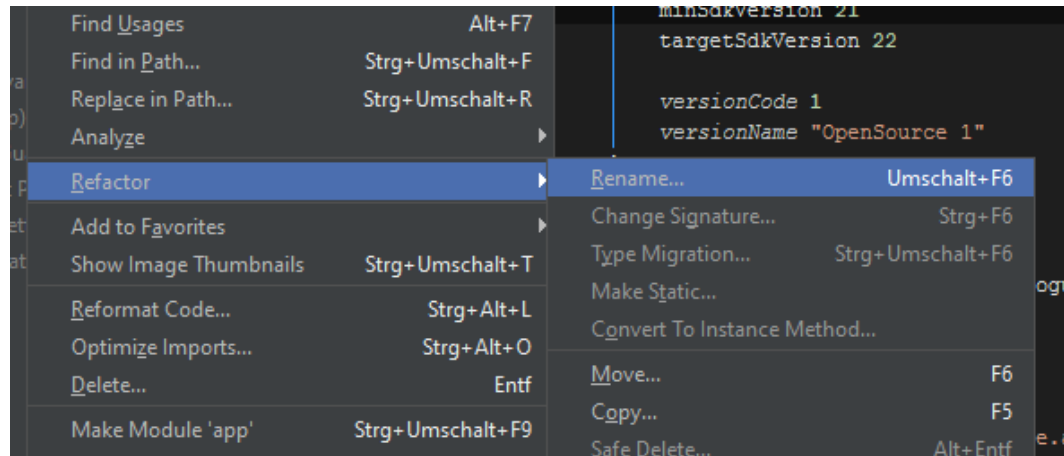 Find Usages Alt+F7
Find in Path... Strg+Umschalt+F
Replace in Path... Strg+Umschalt+R
Analyze
Refactor
Add to Favorites
Show Image Thumbnails Strg+Umschalt+T
Reformat Code... Strg+Alt+L
Optimize Imports... Strg+Alt+O
Delete... Entf
Make Module 'app' Strg+Umschalt+F9
minSdkVersion 21
targetSdkVersion 22
versionCode 1
versionName "OpenSource 1"
Rename... Umschalt+F6
Change Signature... Strg+F6
Type Migration... Strg+Umschalt+F6
Make Static...
Convert To Instance Method...
Move... F6
Copy... F5
Safe Delete... Alt+Entf